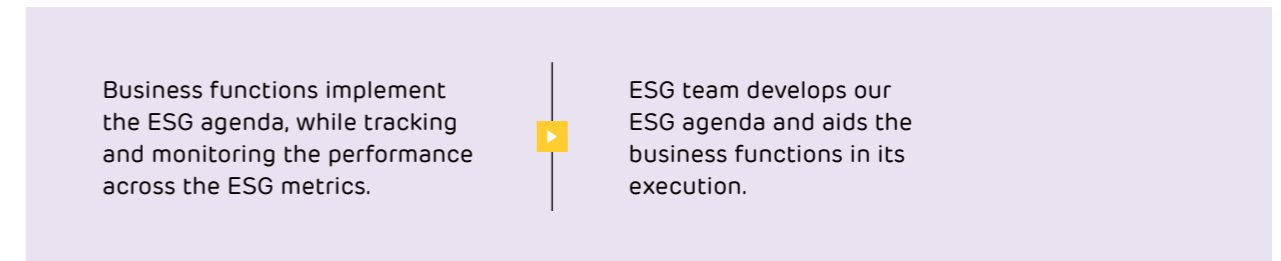 Business functions implement
the ESG agenda, while tracking
and monitoring the performance
across the ESG metrics.
ESG team develops our
ESG agenda and aids the
business functions in its
execution.